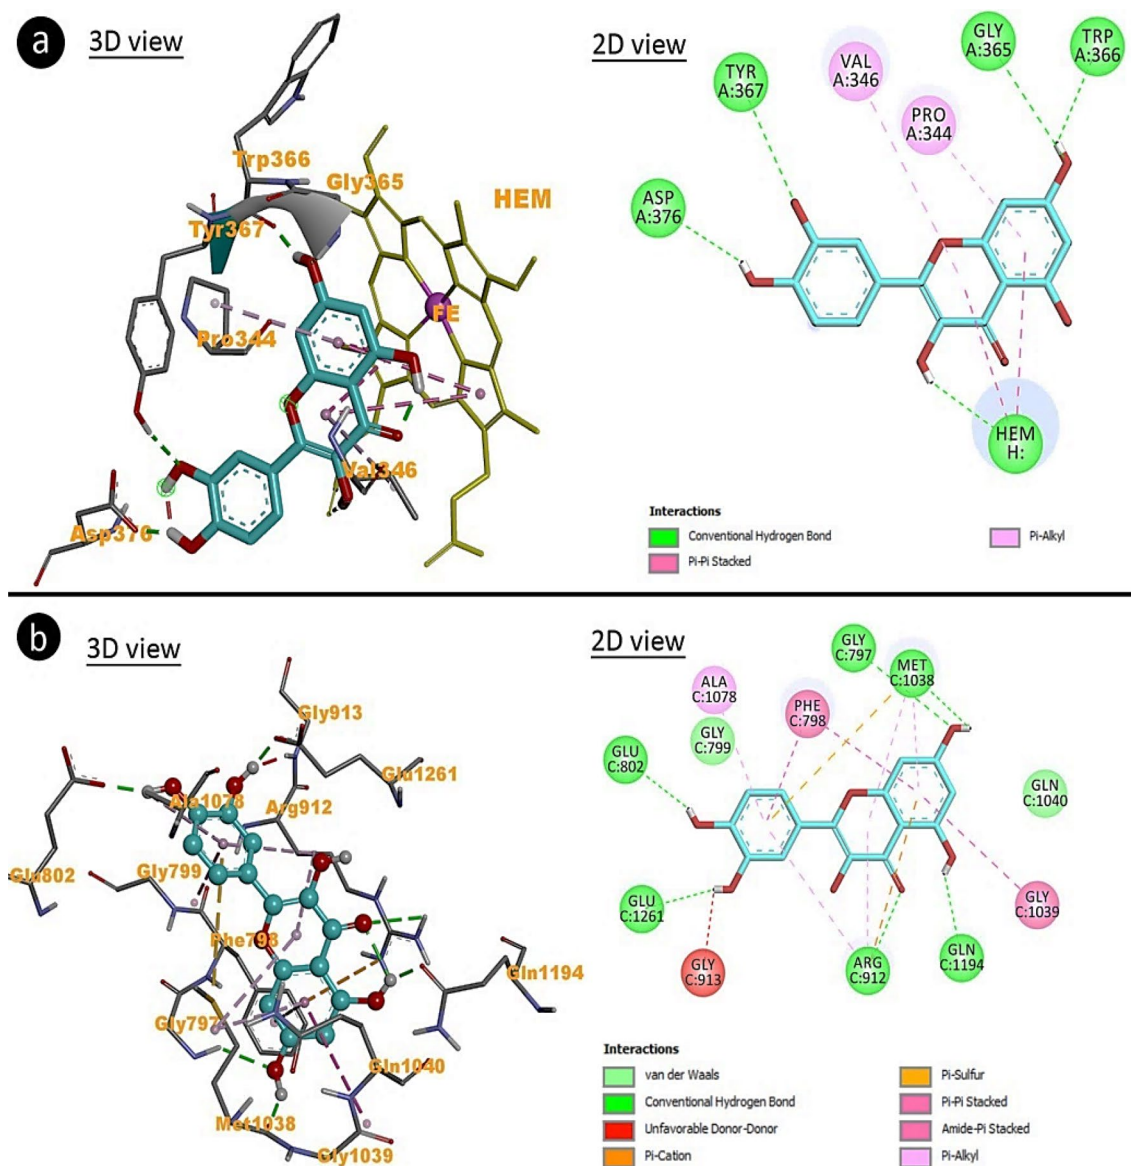 a
3D view
Trp366
Gly365
HEM
Tyr367
FE
Pro344
Val346
Asp376
2D view
GLY
A:365
TRP
A:366
VAL
A:346
TYR
A:367
PRO
A:344
ASP
A:376
HEM
H:
Interactions
Conventional Hydrogen Bond
Pi-Alkyl
Pi-Pi Stacked
b
3D view
Gly913
Glu1261
Ala1078
Arg912
Gly799
Glu802
Phe798
Gln1194
Gly797
Gln1040
Met1038
Gly1039
2D view
GLY
C:797
MET
C:1038
ALA
C:1078
PHE
C:798
GLY
C:799
GLU
C:802
GLN
C:1040
GLU
C:1261
GLY
C:1039
GLY
C:913
ARG
C:912
GLN
C:1194
Interactions
van der Waals
Pi-Sulfur
Conventional Hydrogen Bond
Pi-Pi Stacked
Unfavorable Donor-Donor
Amide-Pi Stacked
Pi-Cation
Pi-Alkyl